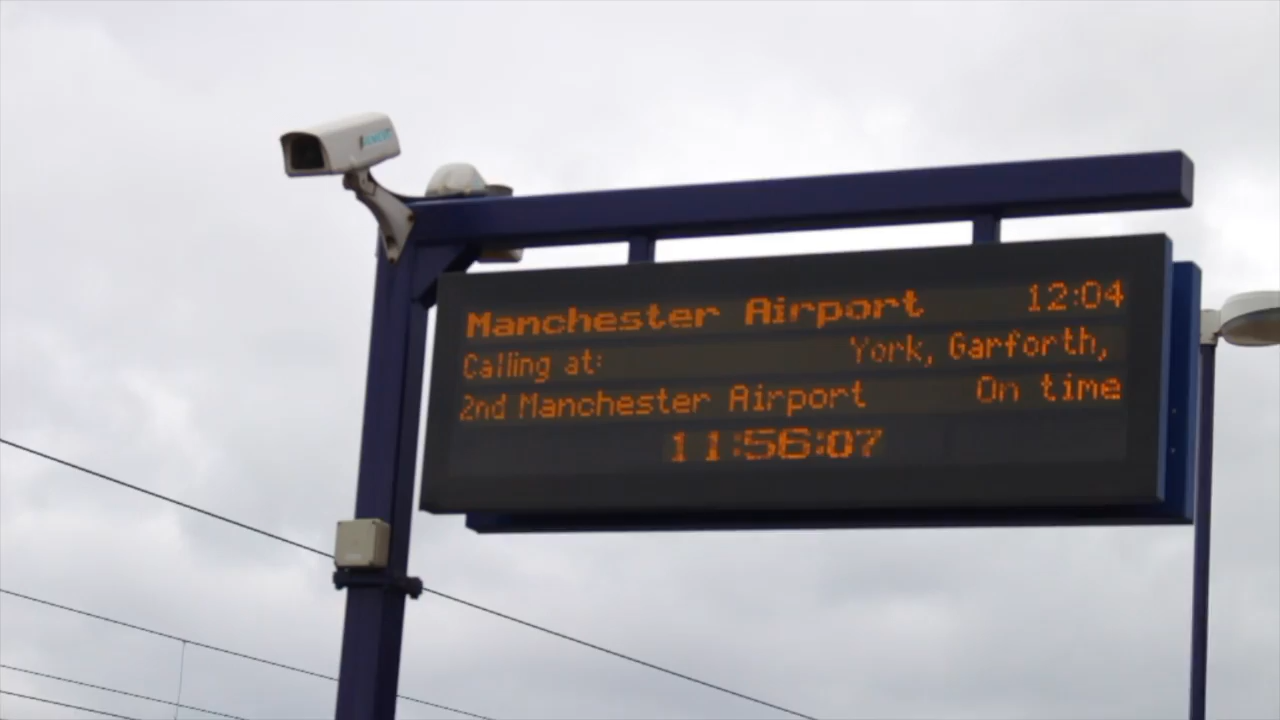 Manchester Airport 12:04
Calling at: York, Garforth,
2nd Manchester Airport On time
11:56:07